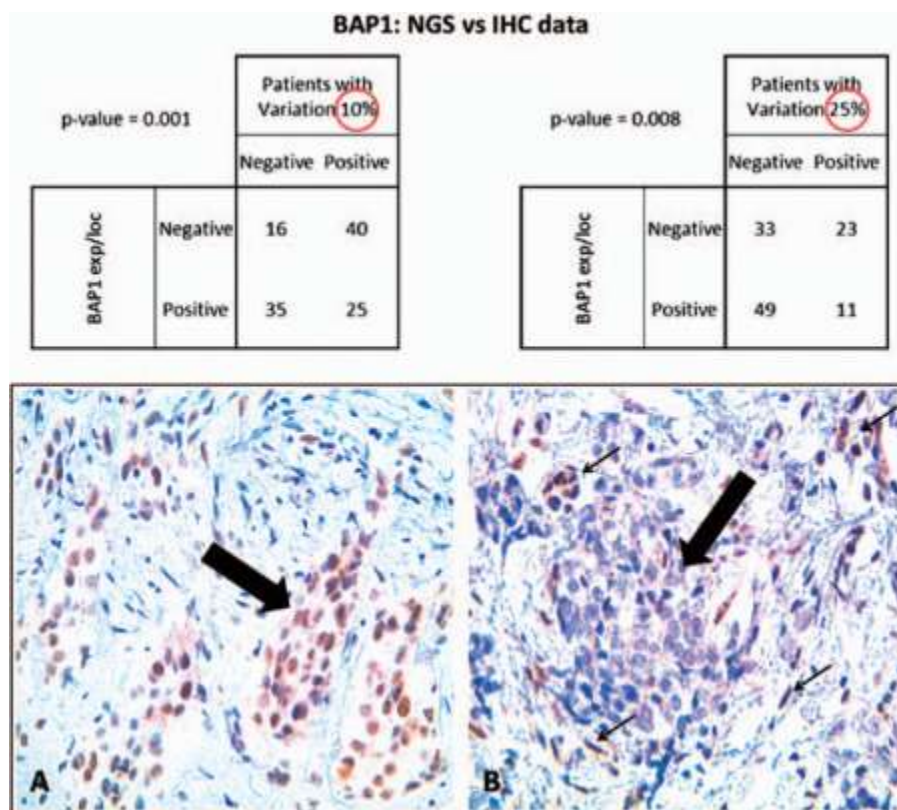 BAP1: NGS vs IHC data
p-value = 0.001
Patients with
Variation 10%
Negative Positive
BAP1 exp/loc
Negative 16 40
Positive 35 25
p-value = 0.008
Patients with
Variation 25%
Negative Positive
BAP1 exp/loc
Negative 33 23
Positive 49 11
A
B